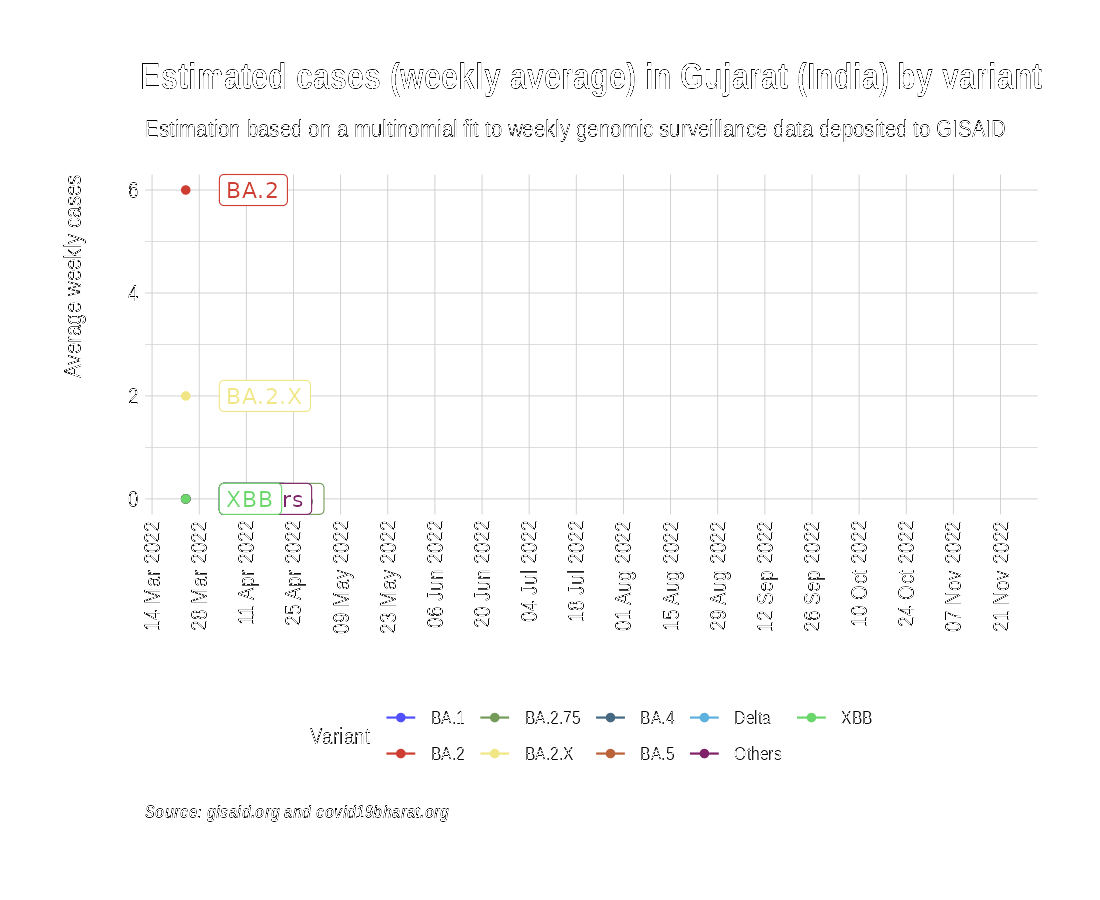 Estimated cases (weekly average) in Gujarat (India) by variant
Estimation based on a multinomial fit to weekly genomic surveillance data deposited to GISAID
Average weekly cases
6
BA.2
4
2
BA.2.X
0
XBB
rs
14 Mar 2022
28 Mar 2022
11 Apr 2022
25 Apr 2022
09 May 2022
23 May 2022
06 Jun 2022
20 Jun 2022
04 Jul 2022
18 Jul 2022
01 Aug 2022
15 Aug 2022
29 Aug 2022
12 Sep 2022
26 Sep 2022
10 Oct 2022
24 Oct 2022
07 Nov 2022
21 Nov 2022
Variant
BA.1
BA.2.75
BA.4
Delta
XBB
BA.2
BA.2.X
BA.5
Others
Source: gisaid.org and covid19bharat.org